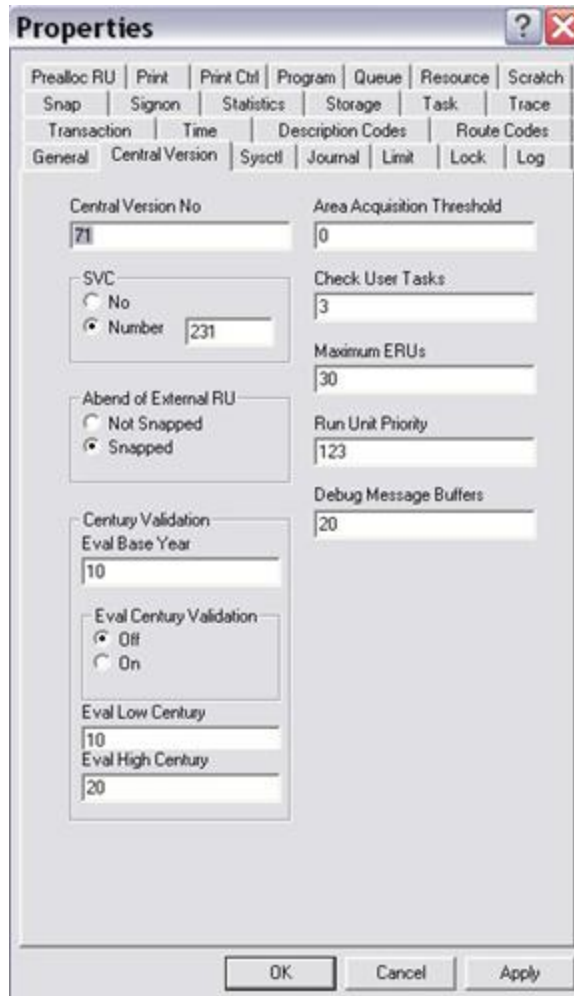 Properties
?
Prealloc RU Print Print Ctrl Program Queue Resource Scratch
Snap Signon Statistics Storage Task Trace
Transaction Time Description Codes Route Codes
General Central Version Sysctl Journal Limit Lock Log
Central Version No
71
SVC
No
Number 231
Abend of External RU
Not Snapped
Snapped
Century Validation
Eval Base Year
10
Eval Century Validation
Off
On
Eval Low Century
10
Eval High Century
20
Area Acquisition Threshold
0
Check User Tasks
3
Maximum ERUs
30
Run Unit Priority
123
Debug Message Buffers
20
OK Cancel Apply